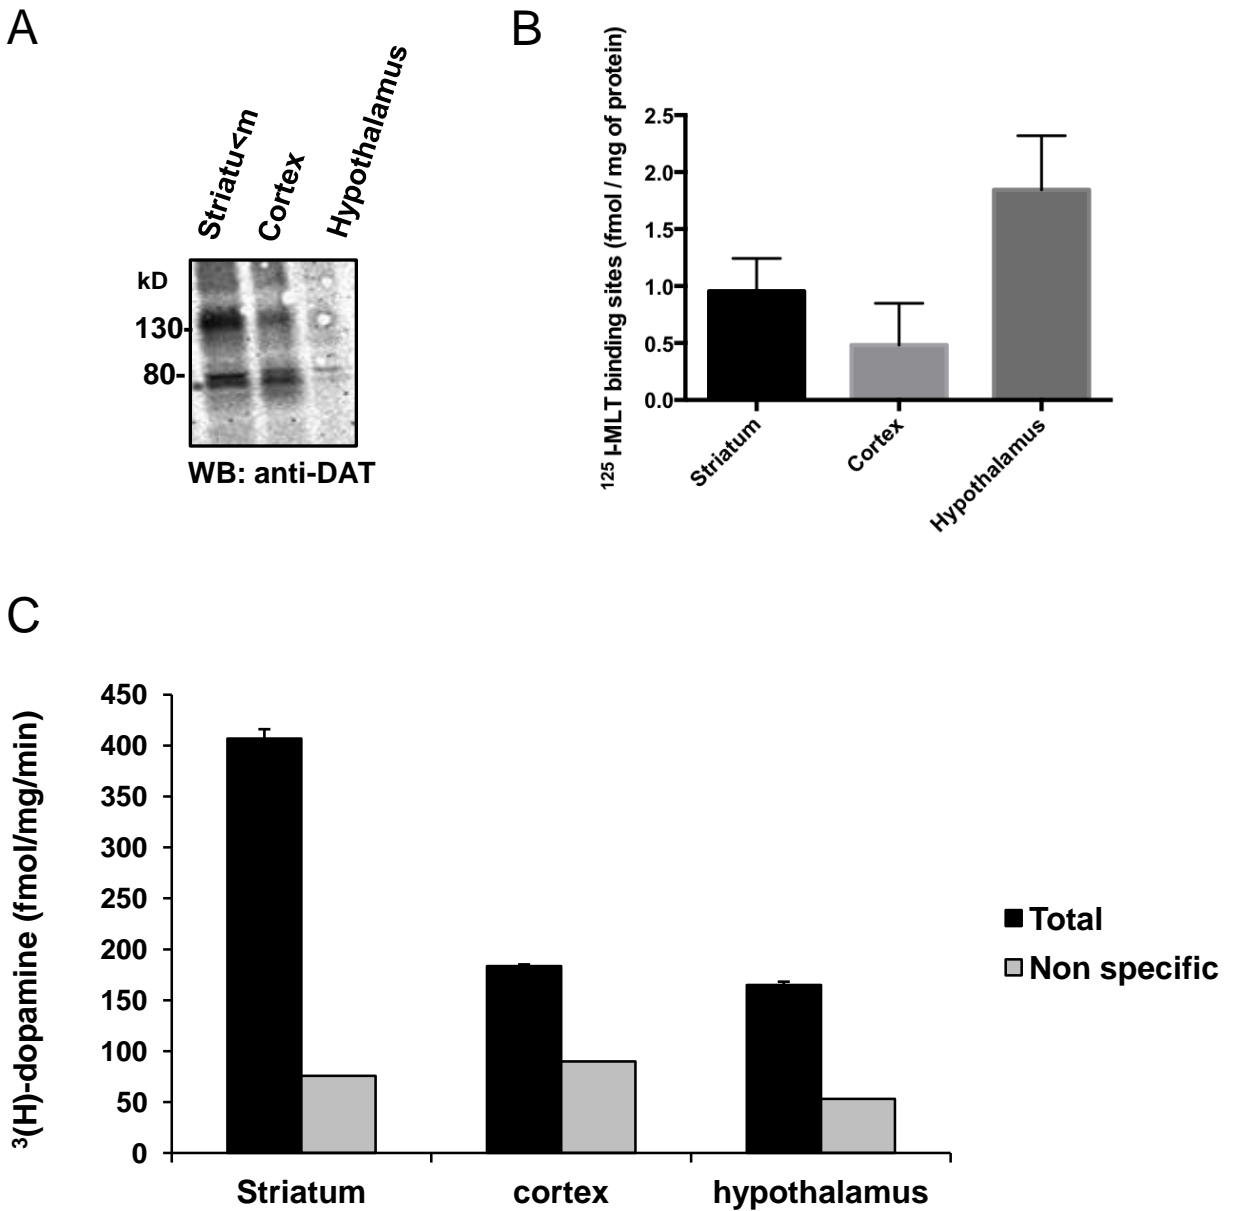 A
Striatu<m
Cortex
Hypothalamus
kD
130-
80-
WB: anti-DAT
B
125 I-MLT binding sites (fmol / mg of protein)
2.5
2.0
1.5
1.0
0.5
0.0
Striatum
Cortex
Hypothalamus
C
3(H)-dopamine (fmol/mg/min)
450
400
350
300
250
200
150
100
50
0
Striatum
cortex
hypothalamus
Total
Non specific